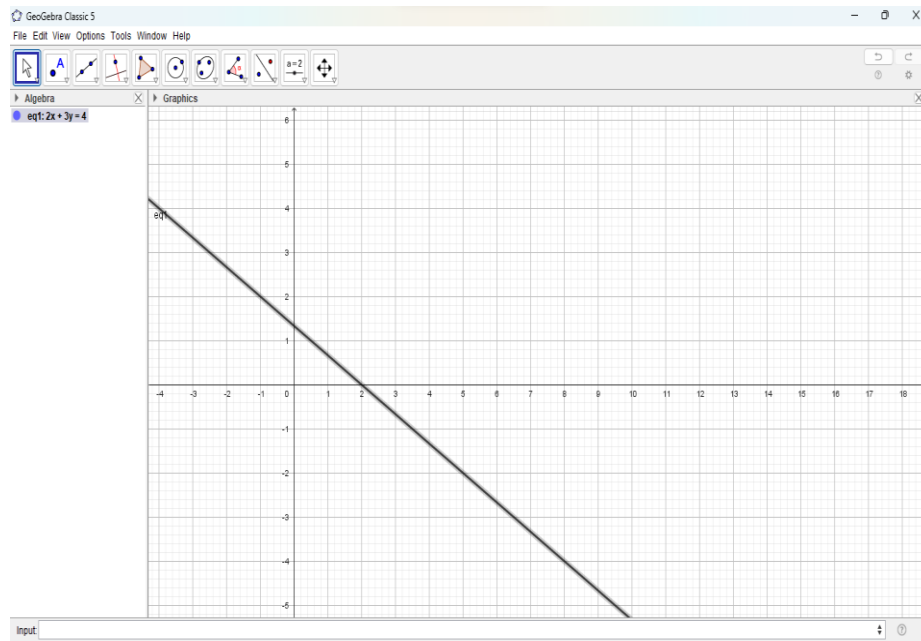 GeoGebra Classic 5
File Edit View Options Tools Window Help
A
α
a=2
Algebra
Graphics
eq1: 2x + 3y = 4
6
5
4
eq1
3
2
1
-4 -3 -2 -1 0 1 2 3 4 5 6 7 8 9 10 11 12 13 14 15 16 17 18
-1
-2
-3
-4
-5
Input: